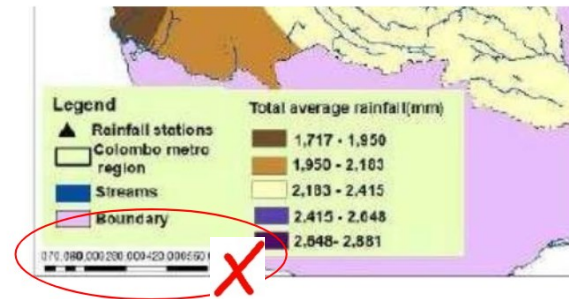 Legend
Rainfall stations
Colombo metro
region
Streams
Boundary
Total average rainfall(mm)
1,717 - 1,950
1,950 - 2,183
2,183 - 2,415
2,415 - 2,648
2,648- 2,881